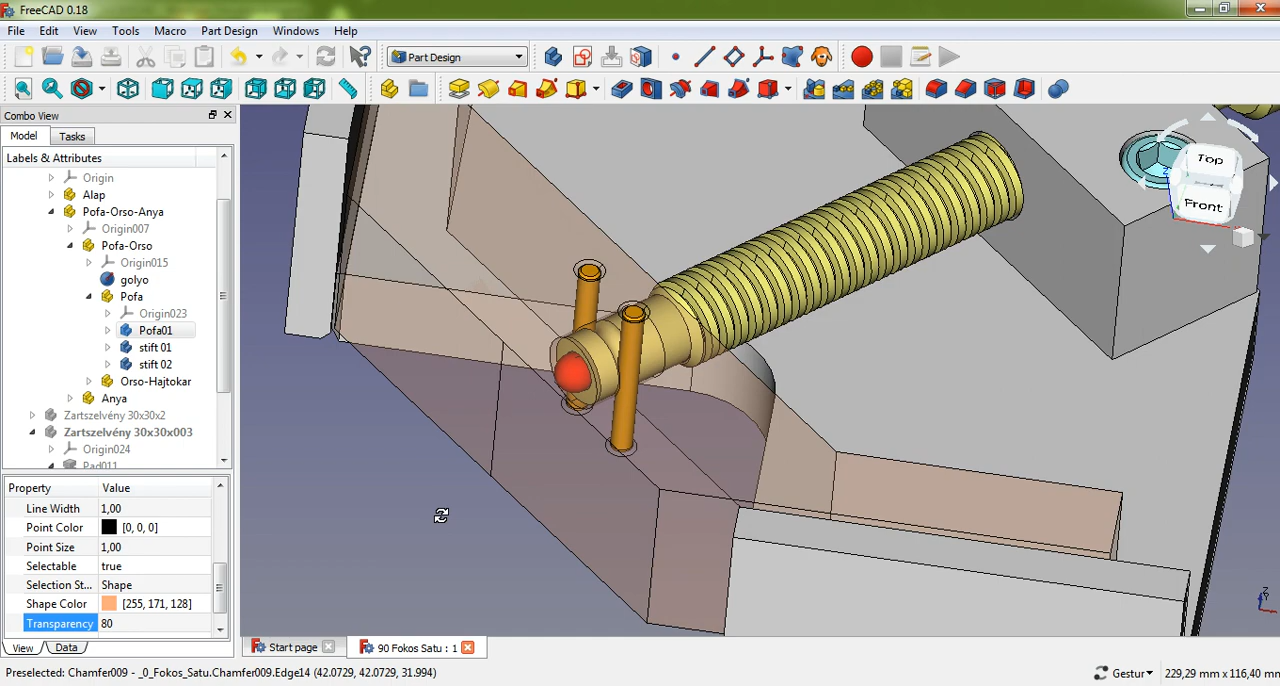 FreeCAD 0.18
File Edit View Tools Macro Part Design Windows Help
Part Design
Combo View
Model Tasks
Labels & Attributes
Origin
Alap
Pofa-Orso-Anya
Origin007
Pofa-Orso
Origin015
golyo
Pofa
Origin023
Pofa01
stift 01
stift 02
Orso-Hajtokar
Anya
Zartszelvény 30x30x2
Zartszelvény 30x30x003
Origin024
Pad011
Property Value
Line Width 1,00
Point Color [0, 0, 0]
Point Size 1,00
Selectable true
Selection St... Shape
Shape Color [255, 171, 128]
Transparency 80
View Data
Top
Front
Z
Y
Start page
90 Fokos Satu : 1
Preselected: Chamfer009 - _0_Fokos_Satu.Chamfer009.Edge14 (42.0729, 42.0729, 31.994)
Gestur
229,29 mm x 116,40 mm